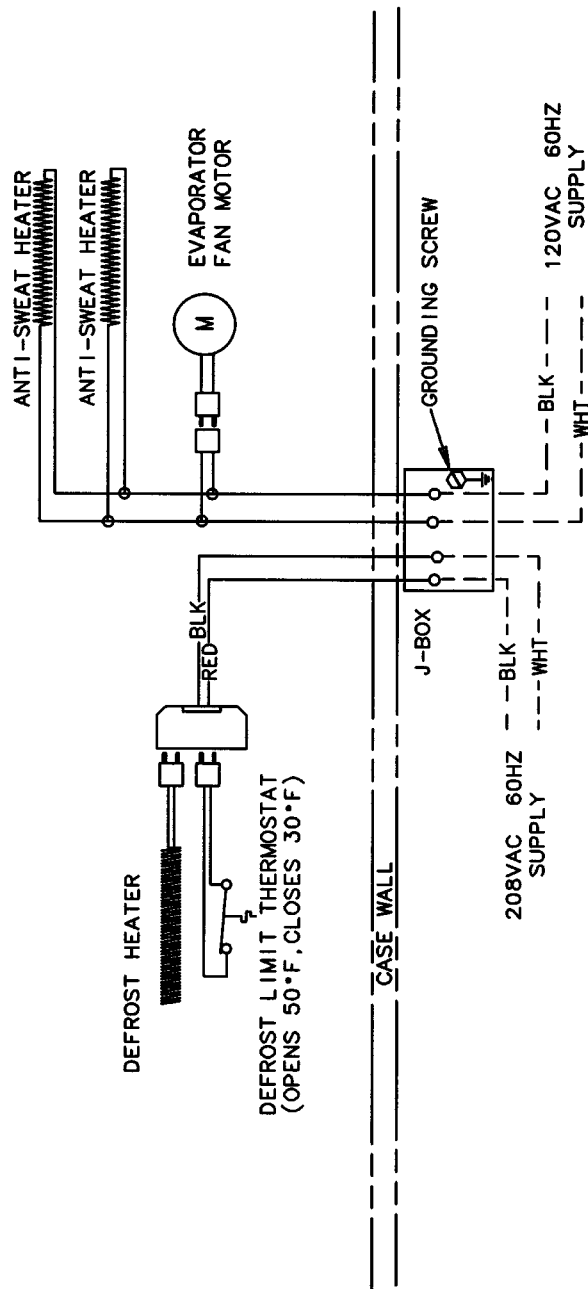 DEFROST HEATER
DEFROST LIMIT THERMOSTAT
(OPENS 50°F, CLOSES 30°F)
RED
BLK
ANTI-SWEAT HEATER
ANTI-SWEAT HEATER
M
EVAPORATOR
FAN MOTOR
CASE WALL
J-BOX
GROUNDING SCREW
208VAC 60HZ
SUPPLY
BLK
WHT
BLK
WHT
120VAC 60HZ
SUPPLY